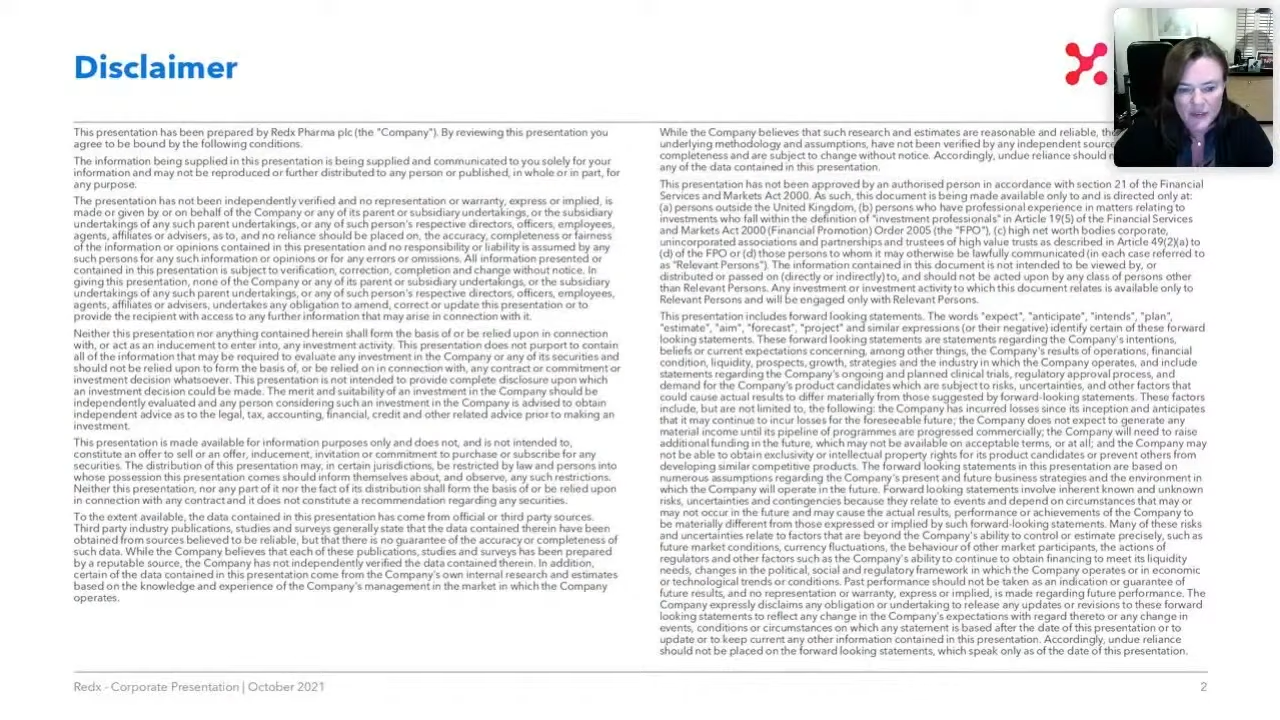 Disclaimer
This presentation has been prepared by Redx Pharma plc (the "Company"). By reviewing this presentation you
agree to be bound by the following conditions.
The information being supplied in this presentation is being supplied and communicated to you solely for your
information and may not be reproduced or further distributed to any person or published, in whole or in part, for
any purpose.
The presentation has not been independently verified and no representation or warranty, express or implied, is
made or given by or on behalf of the Company or any of its parent or subsidiary undertakings, or the subsidiary
undertakings of any such parent undertakings, or any of such person's respective directors, officers, employees,
agents, affiliates or advisers, as to, and no reliance should be placed on, the accuracy, completeness or fairness
of the information or opinions contained in this presentation and no responsibility or liability is assumed by any
such persons for any such information or opinions or for any errors or omissions. All information presented or
contained in this presentation is subject to verification, correction, completion and change without notice. In
giving this presentation, none of the Company or any of its parent or subsidiary undertakings, or the subsidiary
undertakings of any such parent undertakings, or any of such person's respective directors, officers, employees,
agents, affiliates or advisers, undertakes any obligation to amend, correct or update this presentation or to
provide the recipient with access to any further information that may arise in connection with it.
Neither this presentation nor anything contained herein shall form the basis of or be relied upon in connection
with, or act as an inducement to enter into, any investment activity. This presentation does not purport to contain
all of the information that may be required to evaluate any investment in the Company or any of its securities and
should not be relied upon to form the basis of, or be relied on in connection with, any contract or commitment or
investment decision whatsoever. This presentation is not intended to provide complete disclosure upon which
an investment decision could be made. The merit and suitability of an investment in the Company should be
independently evaluated and any person considering such an investment in the Company is advised to obtain
independent advice as to the legal, tax, accounting, financial, credit and other related advice prior to making an
investment.
This presentation is made available for information purposes only and does not, and is not intended to,
constitute an offer to sell or an offer, inducement, invitation or commitment to purchase or subscribe for any
securities. The distribution of this presentation may, in certain jurisdictions, be restricted by law and persons into
whose possession this presentation comes should inform themselves about, and observe, any such restrictions.
Neither this presentation, nor any part of it nor the fact of its distribution shall form the basis of or be relied upon
in connection with any contract and it does not constitute a recommendation regarding any securities.
To the extent available, the data contained in this presentation has come from official or third party sources.
Third party industry publications, studies and surveys generally state that the data contained therein have been
obtained from sources believed to be reliable, but that there is no guarantee of the accuracy or completeness of
such data. While the Company believes that each of these publications, studies and surveys has been prepared
by a reputable source, the Company has not independently verified the data contained therein. In addition,
certain of the data contained in this presentation come from the Company's own internal research and estimates
based on the knowledge and experience of the Company's management in the market in which the Company
operates.
While the Company believes that such research and estimates are reasonable and reliable,
underlying methodology and assumptions, have not been verified by any independent
completeness and are subject to change without notice. Accordingly, undue reliance should
any of the data contained in this presentation.
This presentation has not been approved by an authorised person in accordance with section 21 of the Financial
Services and Markets Act 2000. As such, this document is being made available only to and is directed only at:
(a) persons outside the United Kingdom, (b) persons who have professional experience in matters relating to
investments who fall within the definition of "investment professionals" in Article 19(5) of the Financial Services
and Markets Act 2000 (Financial Promotion) Order 2005 (the "FPO"), (c) high net worth bodies corporate,
unincorporated associations and partnerships and trustees of high value trusts as described in Article 49(2)(a) to
(d) of the FPO or (d) those persons to whom it may otherwise be lawfully communicated (in each case referred to
as "Relevant Persons"). The information contained in this document is not intended to be viewed by, or
distributed or passed on (directly or indirectly) to, and should not be acted upon by any class of persons other
than Relevant Persons. Any investment or investment activity to which this document relates is available only to
Relevant Persons and will be engaged only with Relevant Persons.
This presentation includes forward looking statements. The words "expect", "anticipate", "intends", "plan",
"estimate", "aim", "forecast", "project" and similar expressions (or their negative) identify certain of these forward
looking statements. These forward looking statements are statements regarding the Company's intentions,
beliefs or current expectations concerning, among other things, the Company's results of operations, financial
condition, liquidity, prospects, growth, strategies and the industry in which the Company operates, and include
statements regarding the Company's ongoing and planned clinical trials, regulatory approval process, and
demand for the Company's product candidates which are subject to risks, uncertainties, and other factors that
could cause actual results to differ materially from those suggested by forward-looking statements. These factors
include, but are not limited to, the following: the Company has incurred losses since its inception and anticipates
that it may continue to incur losses for the foreseeable future; the Company does not expect to generate any
material income until its pipeline of programmes are progressed commercially; the Company will need to raise
additional funding in the future, which may not be available on acceptable terms, or at all; and the Company may
not be able to obtain exclusivity or intellectual property rights for its product candidates or prevent others from
developing similar competitive products. The forward looking statements in this presentation are based on
numerous assumptions regarding the Company's present and future business strategies and the environment in
which the Company will operate in the future. Forward looking statements involve inherent known and unknown
risks, uncertainties and contingencies because they relate to events and depend on circumstances that may or
may not occur in the future and may cause the actual results, performance or achievements of the Company to
be materially different from those expressed or implied by such forward-looking statements. Many of these risks
and uncertainties relate to factors that are beyond the Company's ability to control or estimate precisely, such as
future market conditions, currency fluctuations, the behaviour of other market participants, the actions of
regulators and other factors such as the Company's ability to continue to obtain financing to meet its liquidity
needs, changes in the political, social and regulatory framework in which the Company operates or in economic
or technological trends or conditions. Past performance should not be taken as an indication or guarantee of
future results, and no representation or warranty, express or implied, is made regarding future performance. The
Company expressly disclaims any obligation or undertaking to release any updates or revisions to these forward
looking statements to reflect any change in the Company's expectations with regard thereto or any change in
events, conditions or circumstances on which any statement is based after the date of this presentation or to
update or to keep current any other information contained in this presentation. Accordingly, undue reliance
should not be placed on the forward looking statements, which speak only as of the date of this presentation.
Redx - Corporate Presentation | October 2021
2